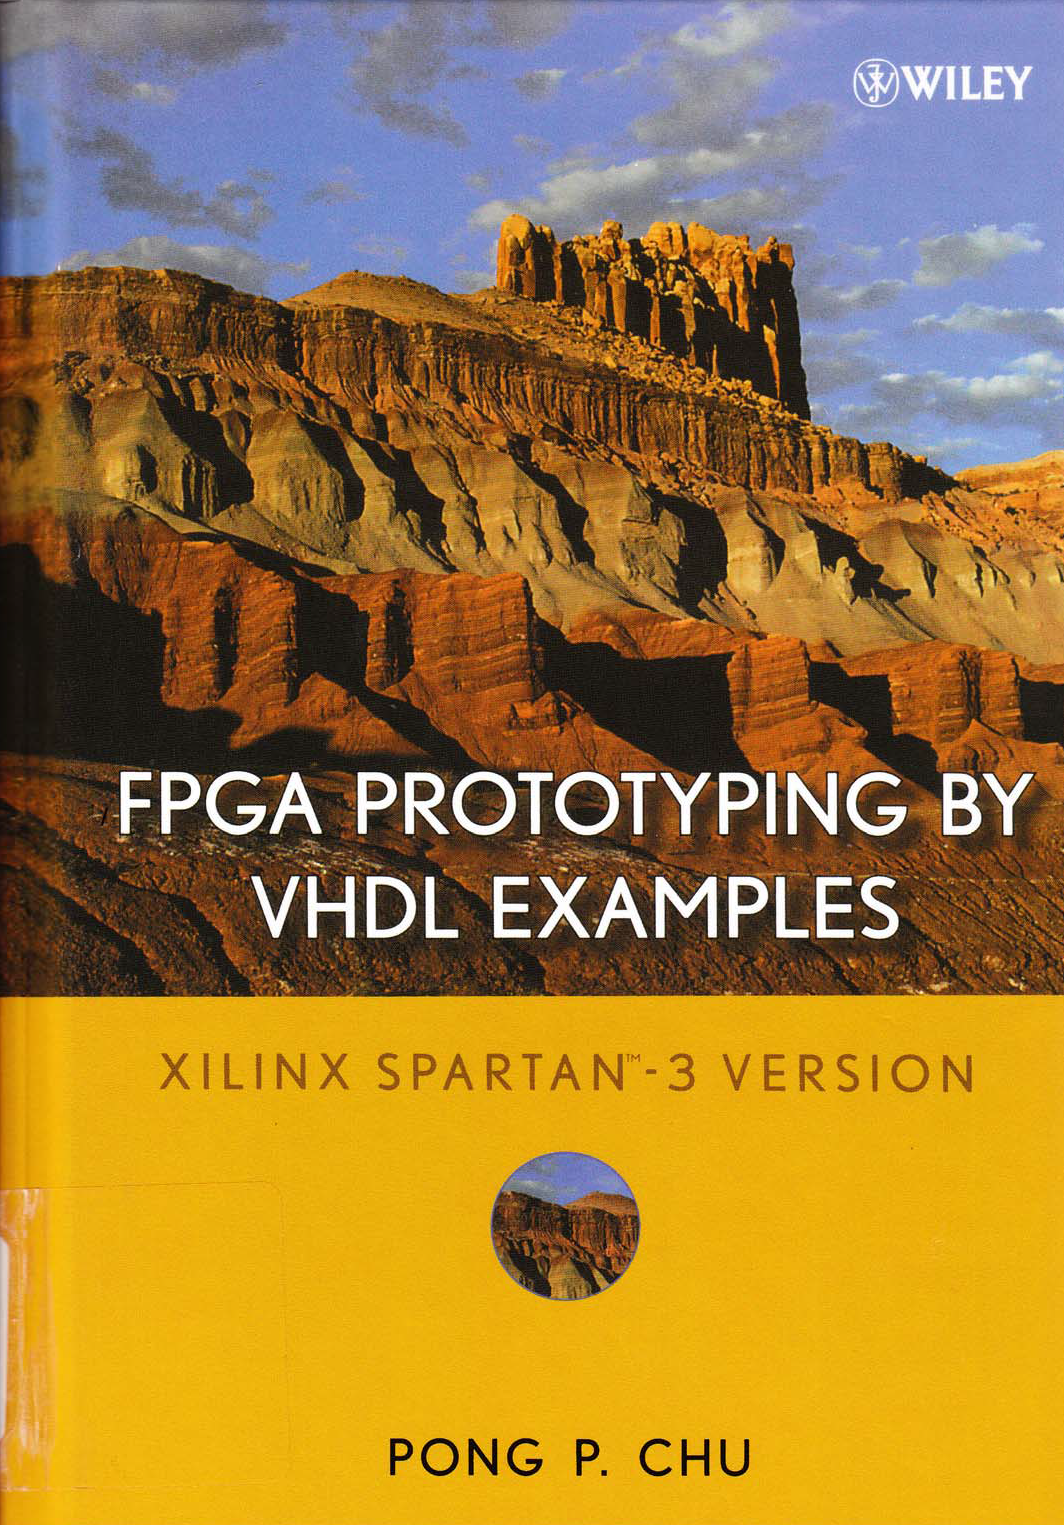 WILEY
FPGA PROTOTYPING BY
VHDL EXAMPLES
XILINX SPARTAN™-3 VERSION
PONG P. CHU